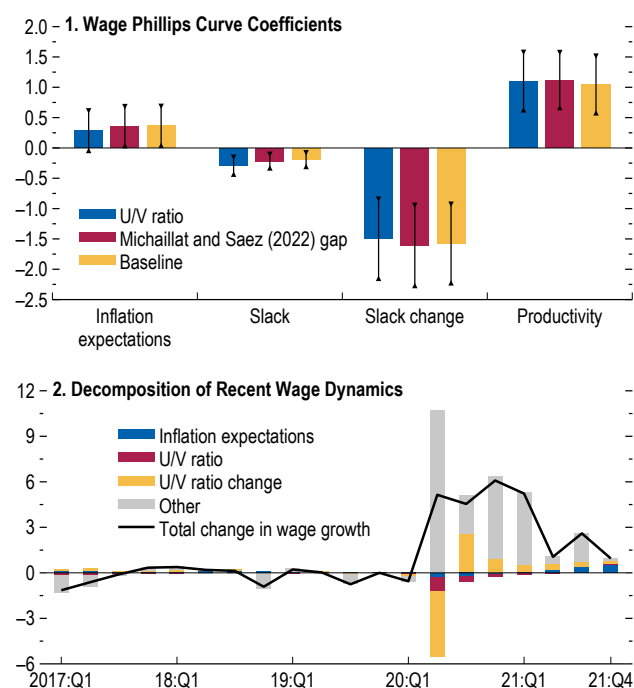 1. Wage Phillips Curve Coefficients
2.0
1.5
1.0
0.5
0.0
–0.5
–1.0
–1.5
–2.0
–2.5
U/V ratio
Michaillat and Saez (2022) gap
Baseline
Inflation
expectations
Slack
Slack change
Productivity
2. Decomposition of Recent Wage Dynamics
12
9
6
3
0
–3
–6
Inflation expectations
U/V ratio
U/V ratio change
Other
Total change in wage growth
2017:Q1
18:Q1
19:Q1
20:Q1
21:Q1
21:Q4